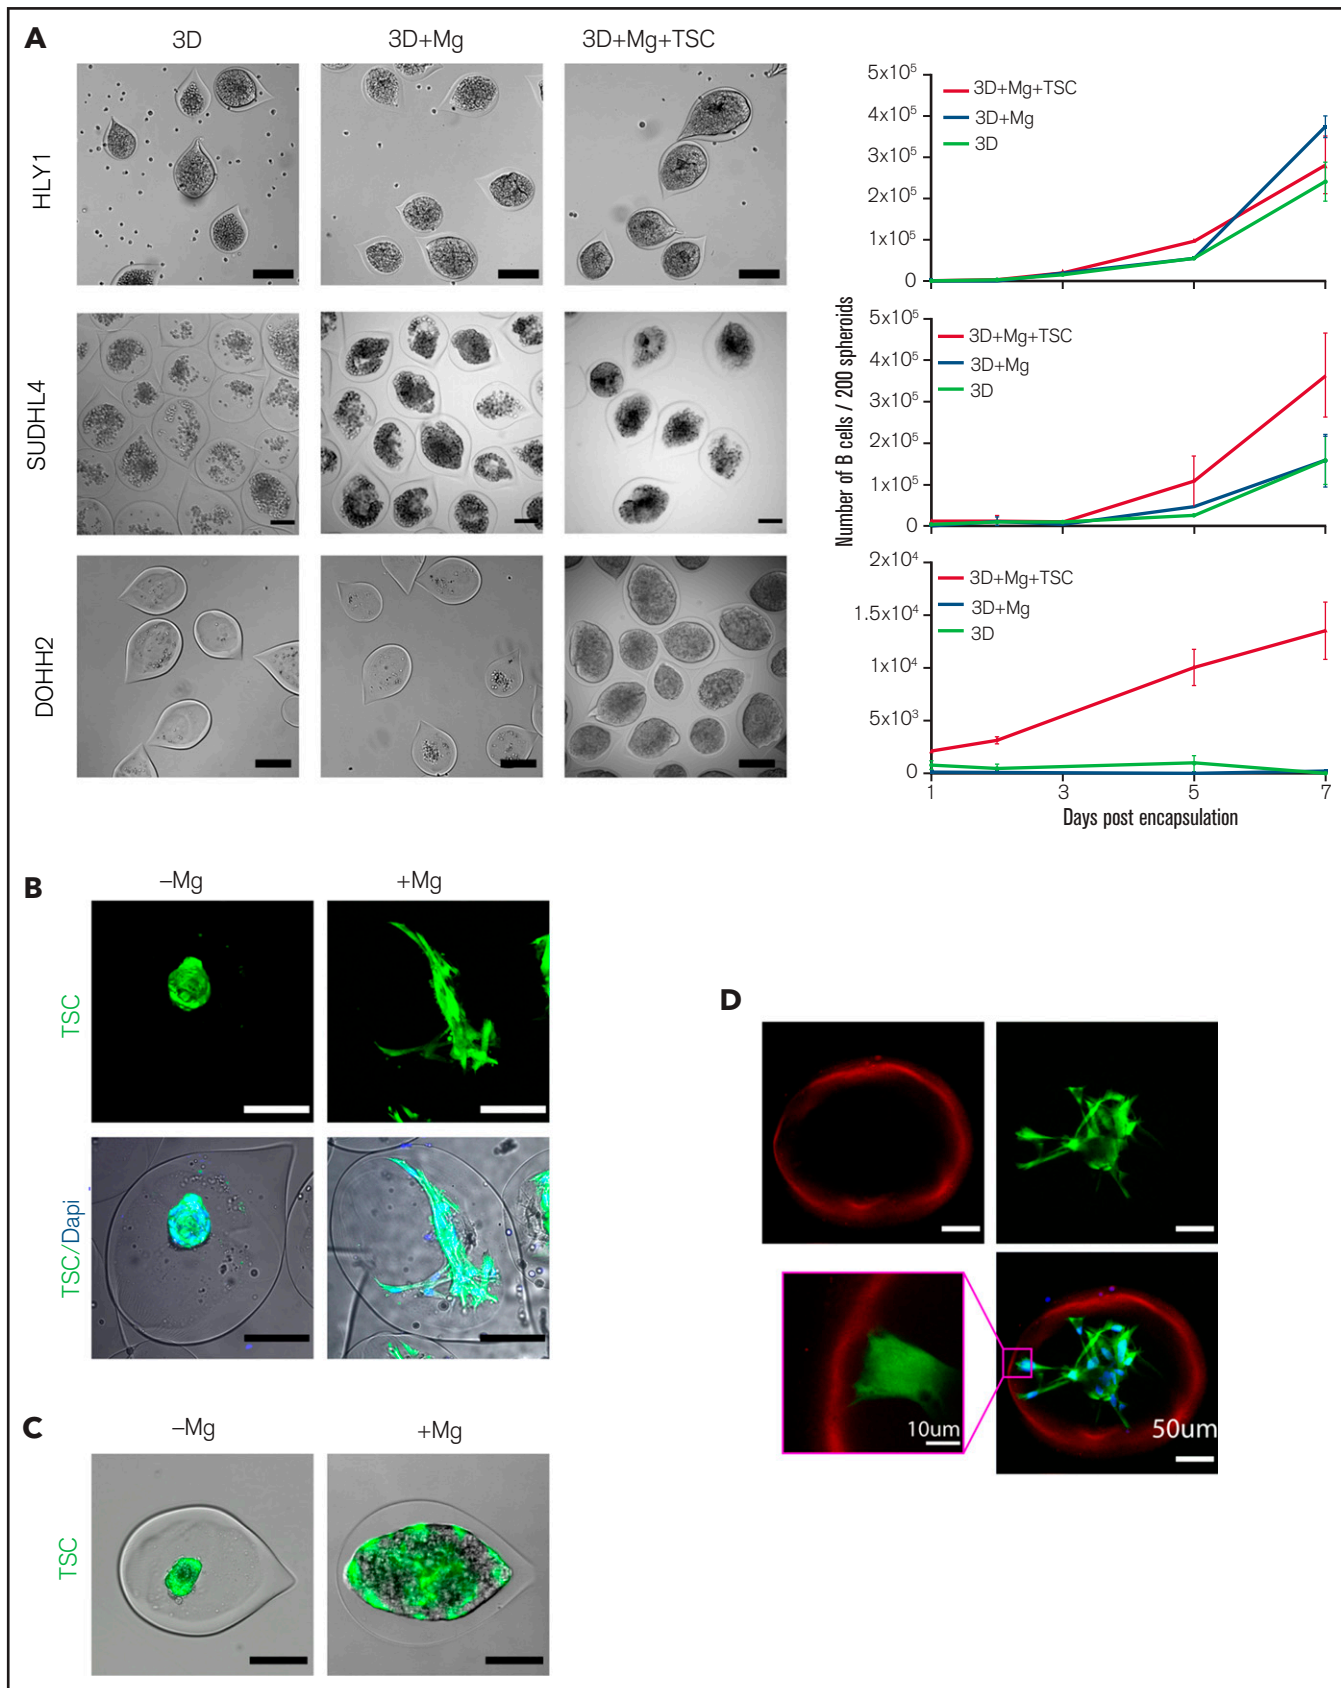 A
3D
3D+Mg
3D+Mg+TSC
HLY1
SUDHL4
DOHH2
Number of B cells / 200 spheroids
5x10⁵
4x10⁵
3x10⁵
2x10⁵
1x10⁵
0
3D+Mg+TSC
3D+Mg
3D
5x10⁵
4x10⁵
3x10⁵
2x10⁵
1x10⁵
0
3D+Mg+TSC
3D+Mg
3D
2x10⁴
1.5x10⁴
1x10⁴
5x10³
0
3D+Mg+TSC
3D+Mg
3D
1 3 5 7
Days post encapsulation
B
–Mg
+Mg
TSC
TSC/Dapi
C
–Mg
+Mg
TSC
D
10um
50um